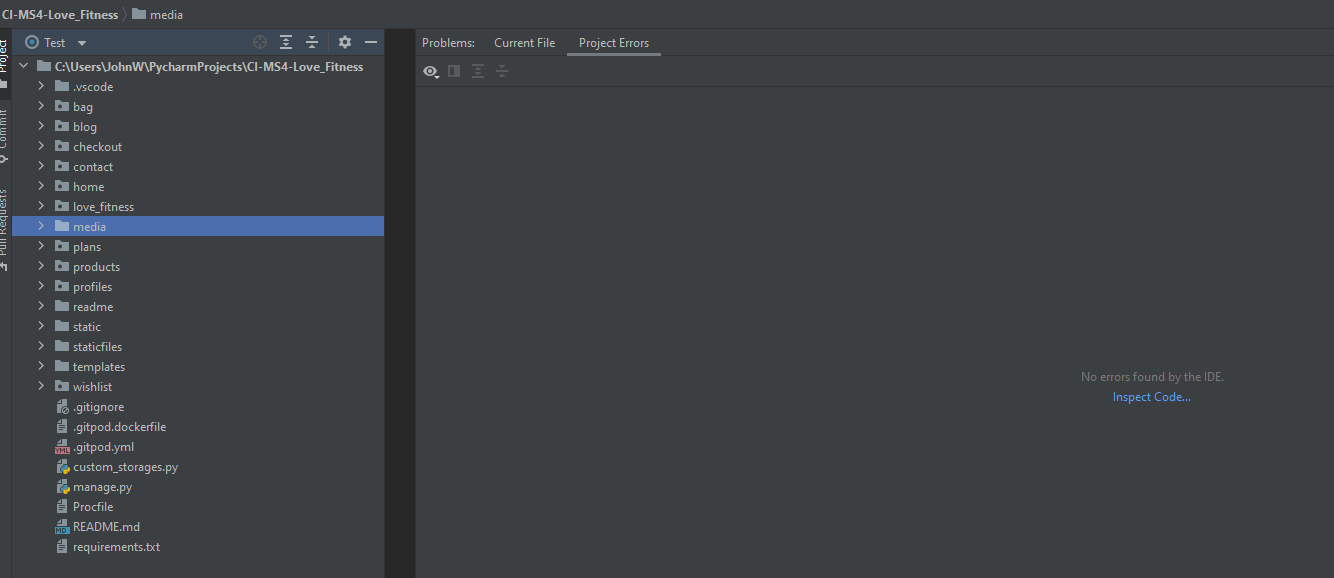 CI-MS4-Love_Fitness
media
Project
Commit
Pull Requests
Test
C:\Users\JohnW\PycharmProjects\CI-MS4-Love_Fitness
.vscode
bag
blog
checkout
contact
home
love_fitness
media
plans
products
profiles
readme
static
staticfiles
templates
wishlist
.gitignore
.gitpod.dockerfile
YML .gitpod.yml
custom_storages.py
manage.py
Procfile
MD README.md
requirements.txt
Problems: Current File Project Errors
No errors found by the IDE.
Inspect Code...